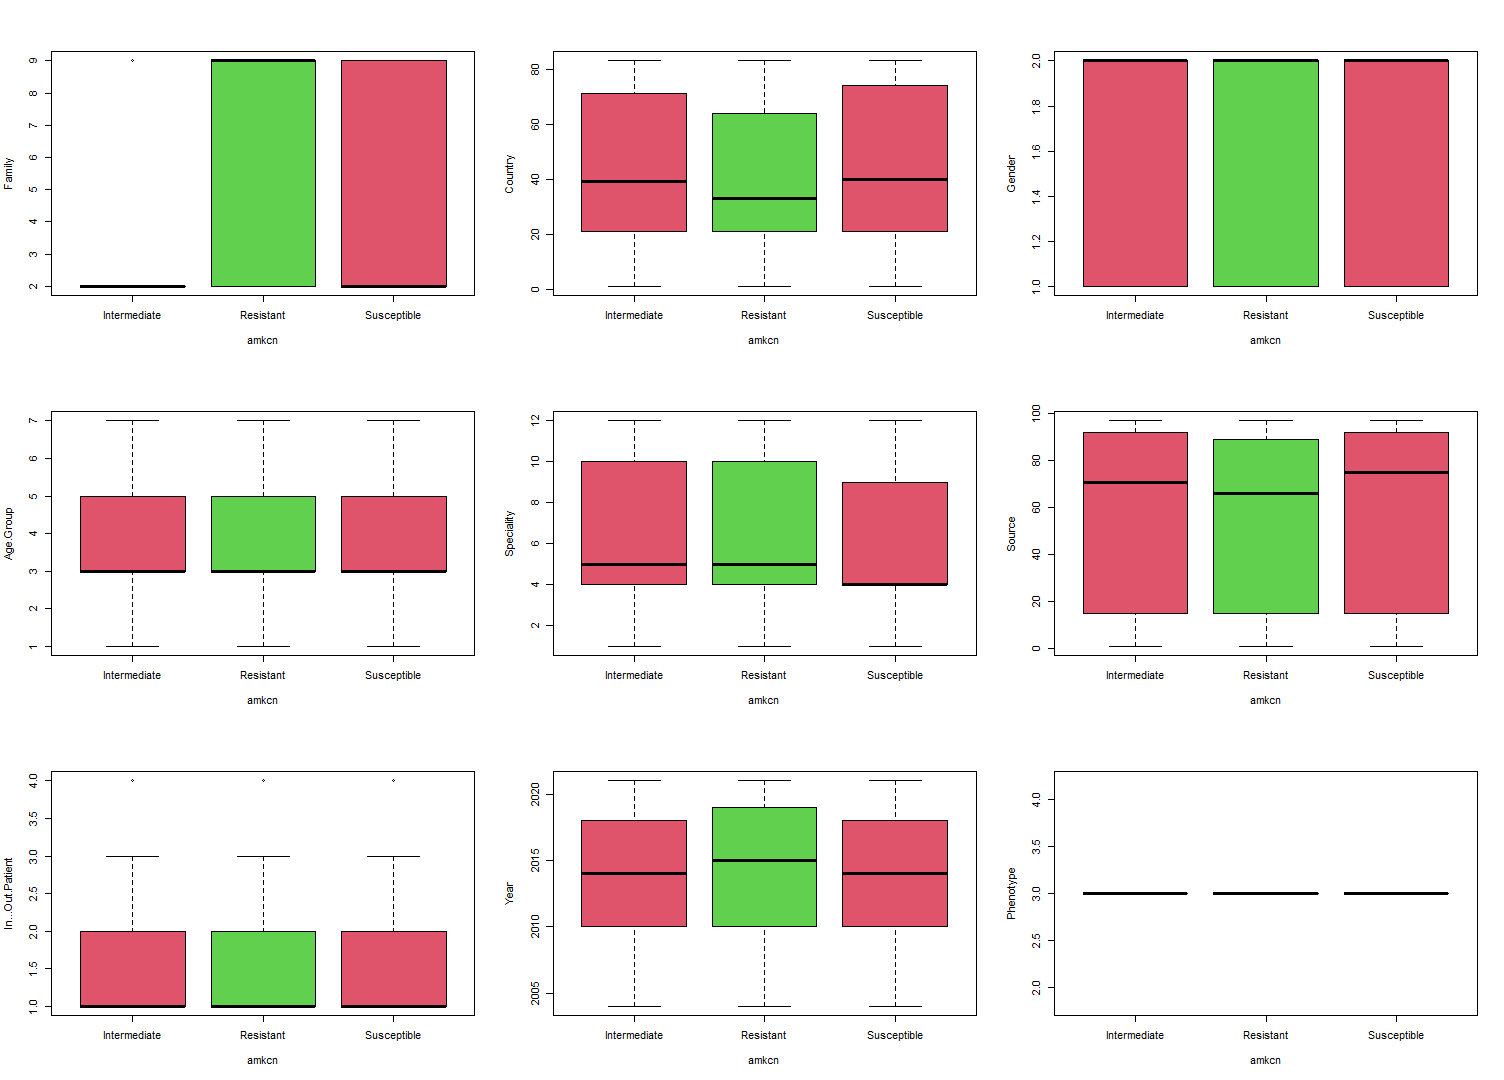 Family
9
8
7
6
5
4
3
2
Intermediate Resistant Susceptible
amkcn
Country
80
60
40
20
0
Intermediate Resistant Susceptible
amkcn
Gender
2.0
1.8
1.6
1.4
1.2
1.0
Intermediate Resistant Susceptible
amkcn
Age.Group
7
6
5
4
3
2
1
Intermediate Resistant Susceptible
amkcn
Speciality
12
10
8
6
4
2
Intermediate Resistant Susceptible
amkcn
Source
100
80
60
40
20
0
Intermediate Resistant Susceptible
amkcn
In...Out.Patient
4.0
3.5
3.0
2.5
2.0
1.5
1.0
Intermediate Resistant Susceptible
amkcn
Year
2020
2015
2010
2005
Intermediate Resistant Susceptible
amkcn
Phenotype
4.0
3.5
3.0
2.5
2.0
Intermediate Resistant Susceptible
amkcn